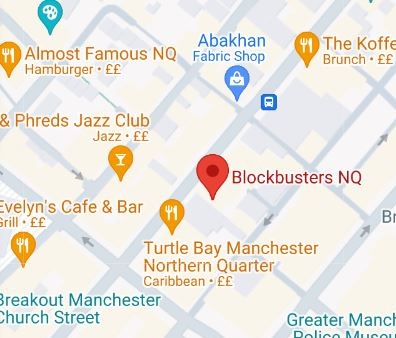 Almost Famous NQ
Hamburger • ££
Abakhan
Fabric Shop
The Koffe
Brunch • ££
& Phreds Jazz Club
Jazz • ££
Blockbusters NQ
Evelyn's Cafe & Bar
Grill • ££
Br
Turtle Bay Manchester
Northern Quarter
Caribbean • ££
Breakout Manchester
Church Street
Greater Manc
Police Museu